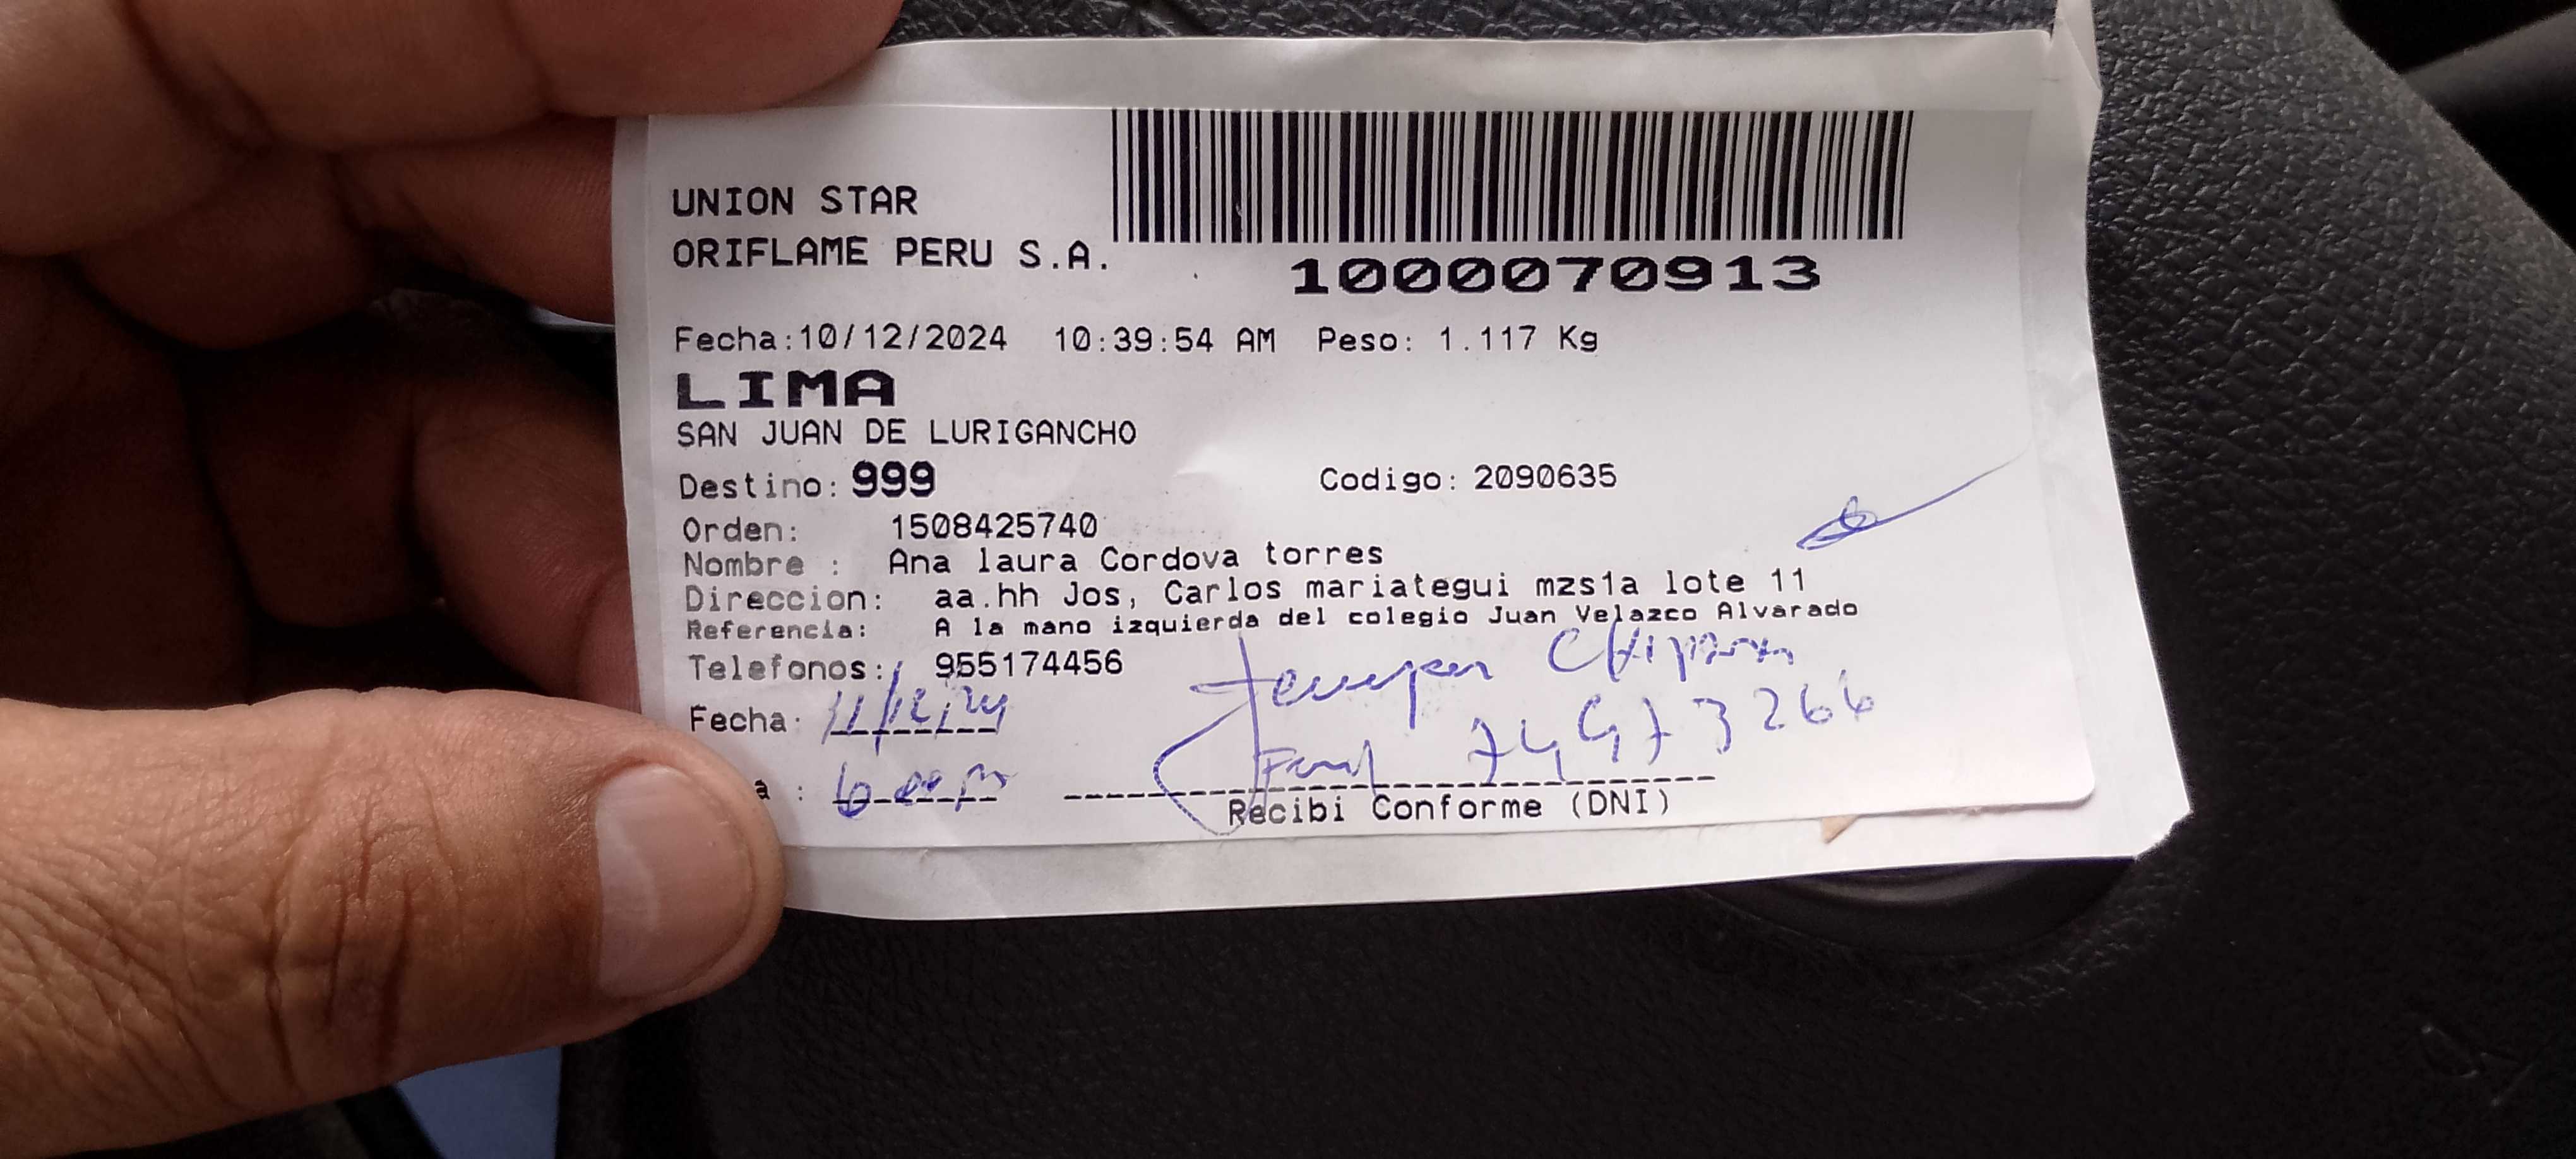 UNION STAR
ORIFLAME PERU S.A.
1000070913
Fecha:10/12/2024 10:39:54 AM Peso: 1.117 Kg
LIMA
SAN JUAN DE LURIGANCHO
Destino: 999 Codigo: 2090635
Orden: 1508425740
Nombre : Ana laura Cordova torres
Direccion: aa.hh Jos, Carlos mariategui mzs1a lote 11
Referencia: A la mano izquierda del colegio Juan Velazco Alvarado
Telefonos: 955174456
Fecha: 11/12/24
a :
Recibi Conforme (DNI)